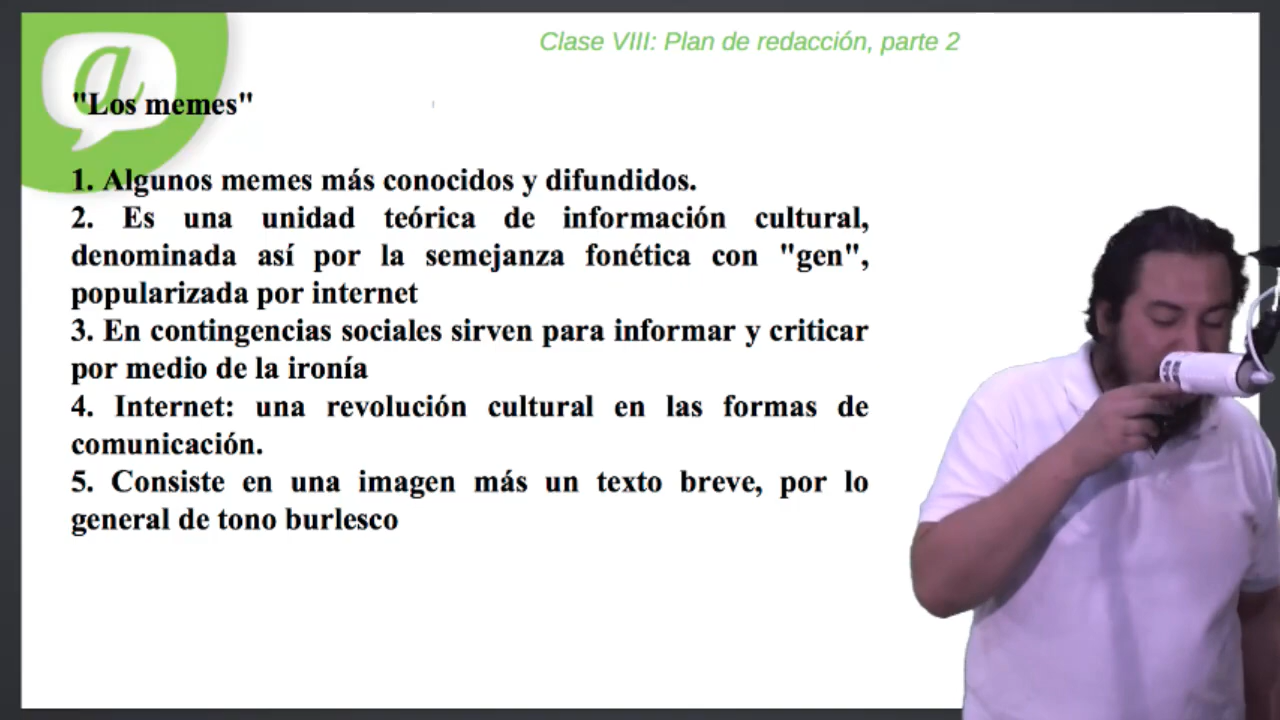 Clase VIII: Plan de redacción, parte 2
a
"Los memes"
1. Algunos memes más conocidos y difundidos.
2. Es una unidad teórica de información cultural,
denominada así por la semejanza fonética con "gen",
popularizada por internet
3. En contingencias sociales sirven para informar y criticar
por medio de la ironía
4. Internet: una revolución cultural en las formas de
comunicación.
5. Consiste en una imagen más un texto breve, por lo
general de tono burlesco